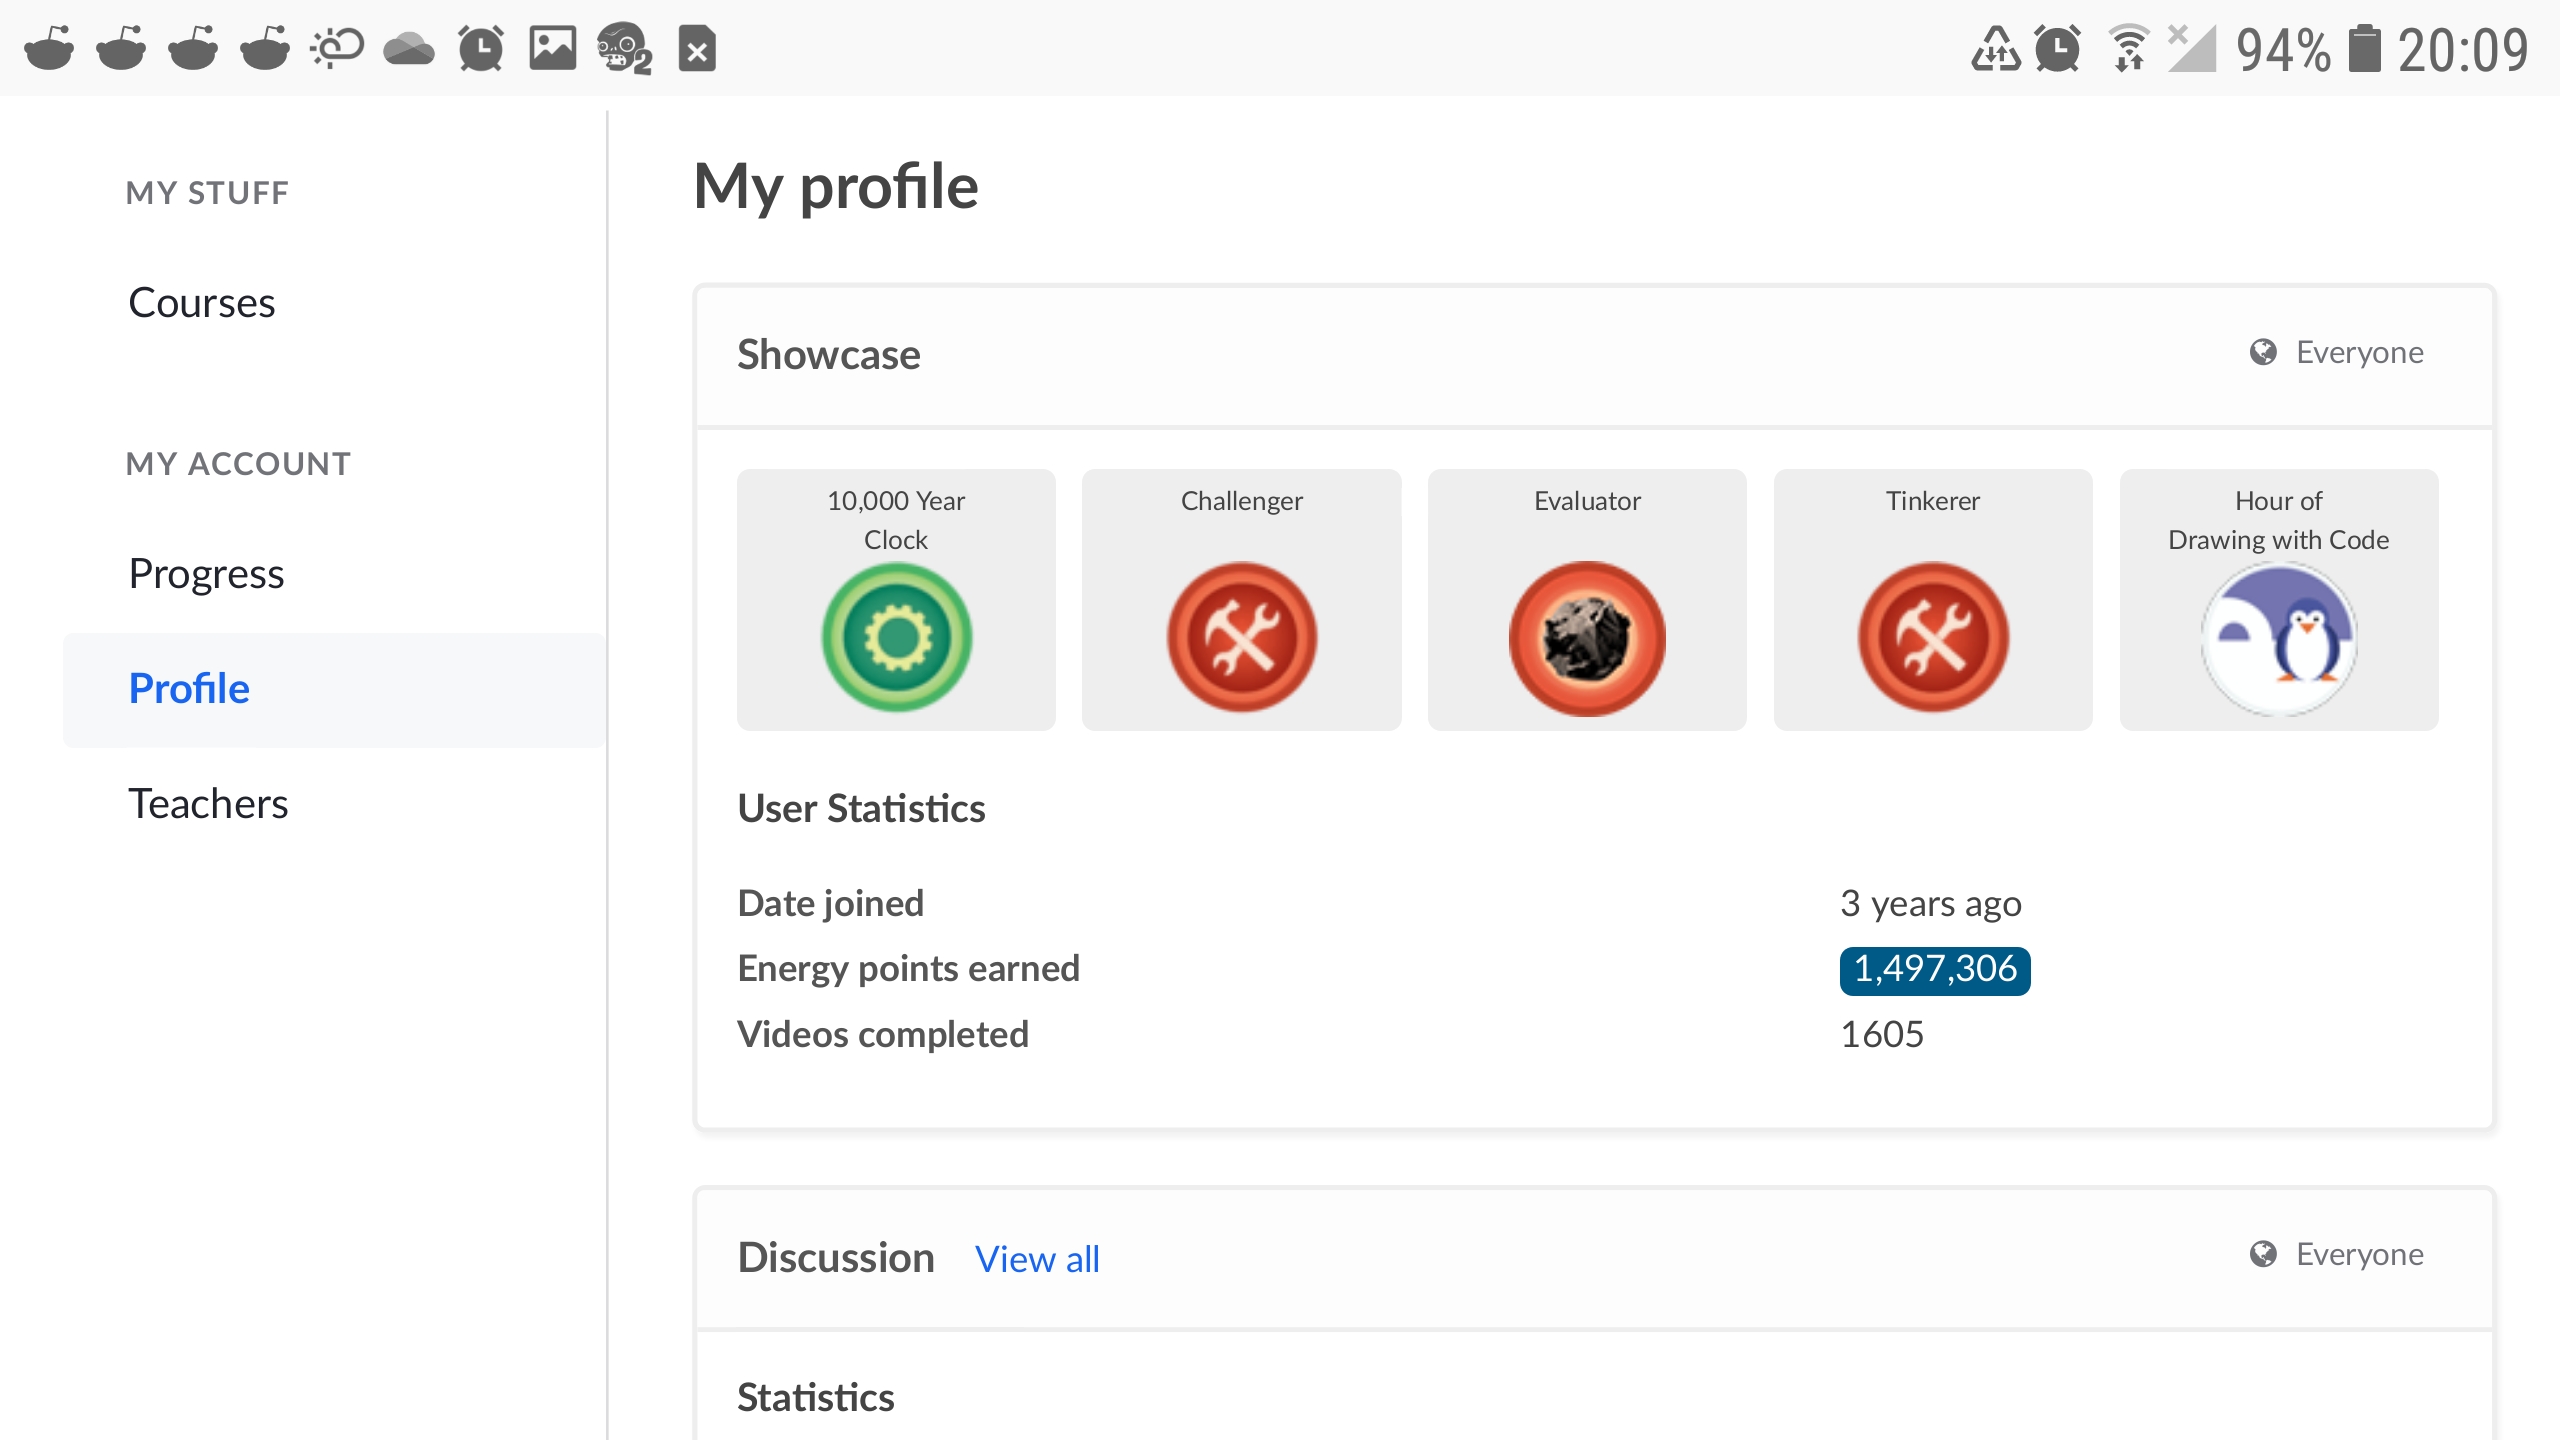 94% 20:09
MY STUFF
Courses
MY ACCOUNT
Progress
Profile
Teachers
My profile
Showcase
Everyone
10,000 Year
Clock
Challenger
Evaluator
Tinkerer
Hour of
Drawing with Code
User Statistics
Date joined 3 years ago
Energy points earned 1,497,306
Videos completed 1605
Discussion View all
Everyone
Statistics